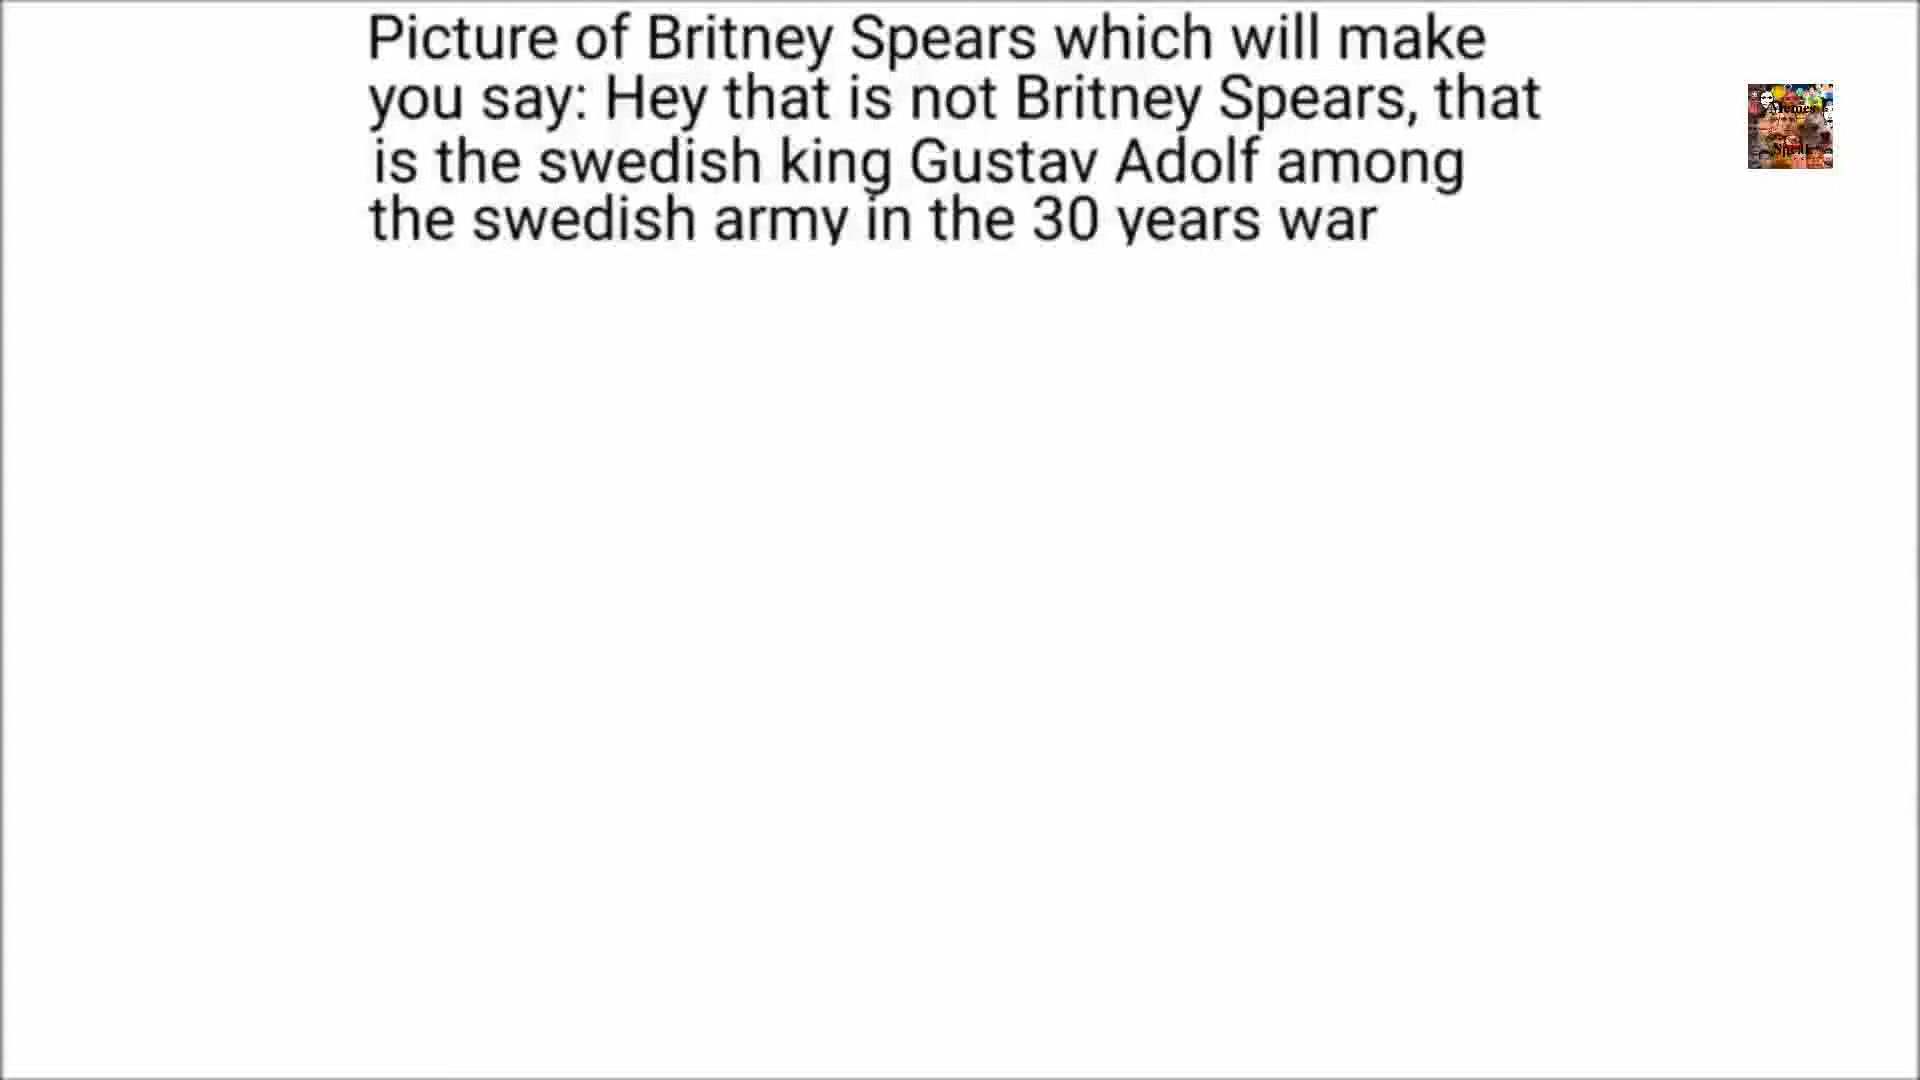 Picture of Britney Spears which will make
you say: Hey that is not Britney Spears, that
is the swedish king Gustav Adolf among
the swedish army in the 30 years war
Memes